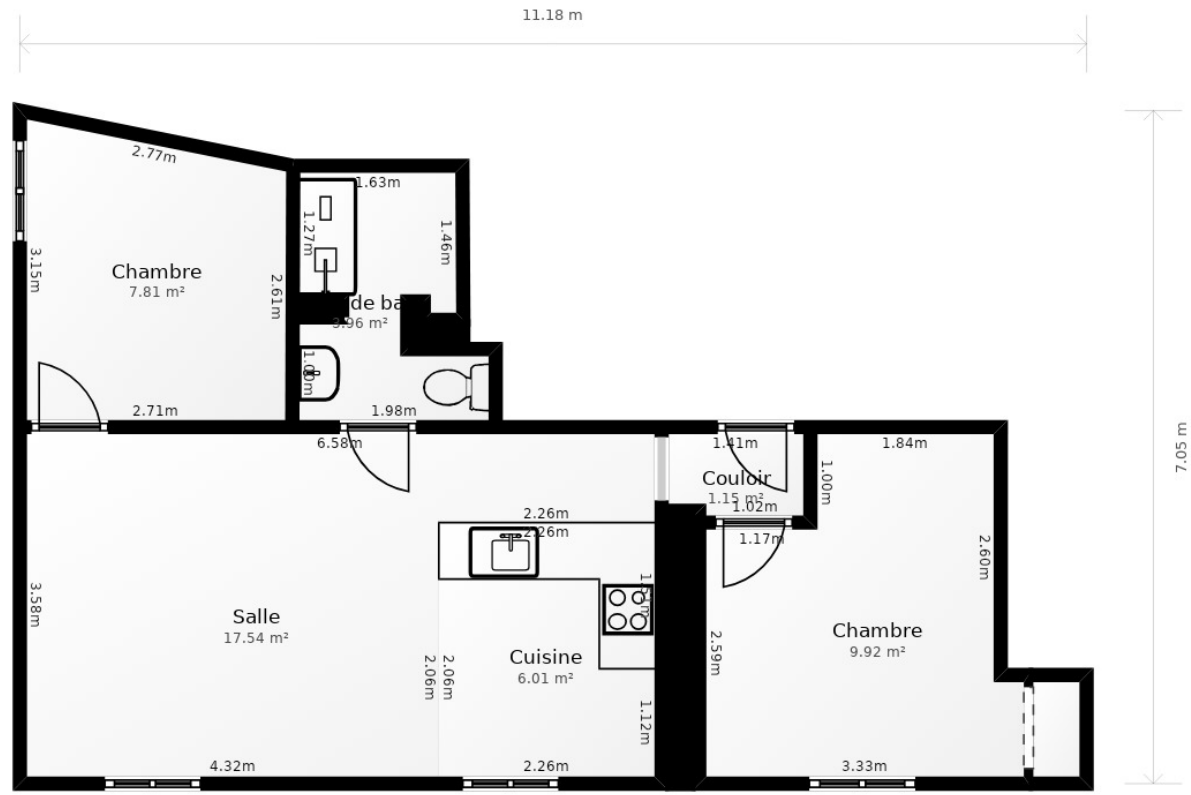 11.18 m
2.77m
1.63m
1.27m
1.46m
3.15m
Chambre
7.81 m²
2.61m
de ba
3.96 m²
1.00m
2.71m
1.98m
6.58m
1.41m
1.84m
7.05 m
Couloir
1.15 m²
1.00m
1.02m
2.26m
2.26m
1.17m
2.60m
3.58m
Salle
17.54 m²
2.59m
Chambre
9.92 m²
Cuisine
6.01 m²
2.06m
2.06m
1.12m
4.32m
2.26m
3.33m